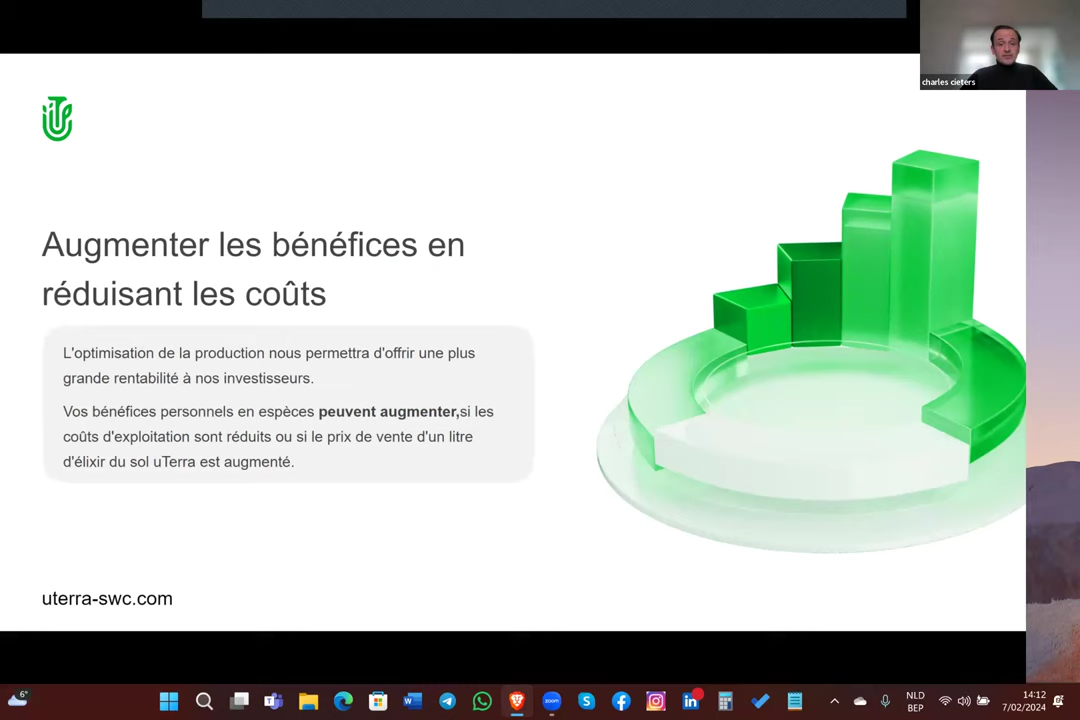 charles cieters
Augmenter les bénéfices en
réduisant les coûts
L'optimisation de la production nous permettra d'offrir une plus
grande rentabilité à nos investisseurs.
Vos bénéfices personnels en espèces peuvent augmenter,si les
coûts d'exploitation sont réduits ou si le prix de vente d'un litre
d'élixir du sol uTerra est augmenté.
uterra-swc.com
6°
zoom
NLD
BEP
14:12
7/02/2024